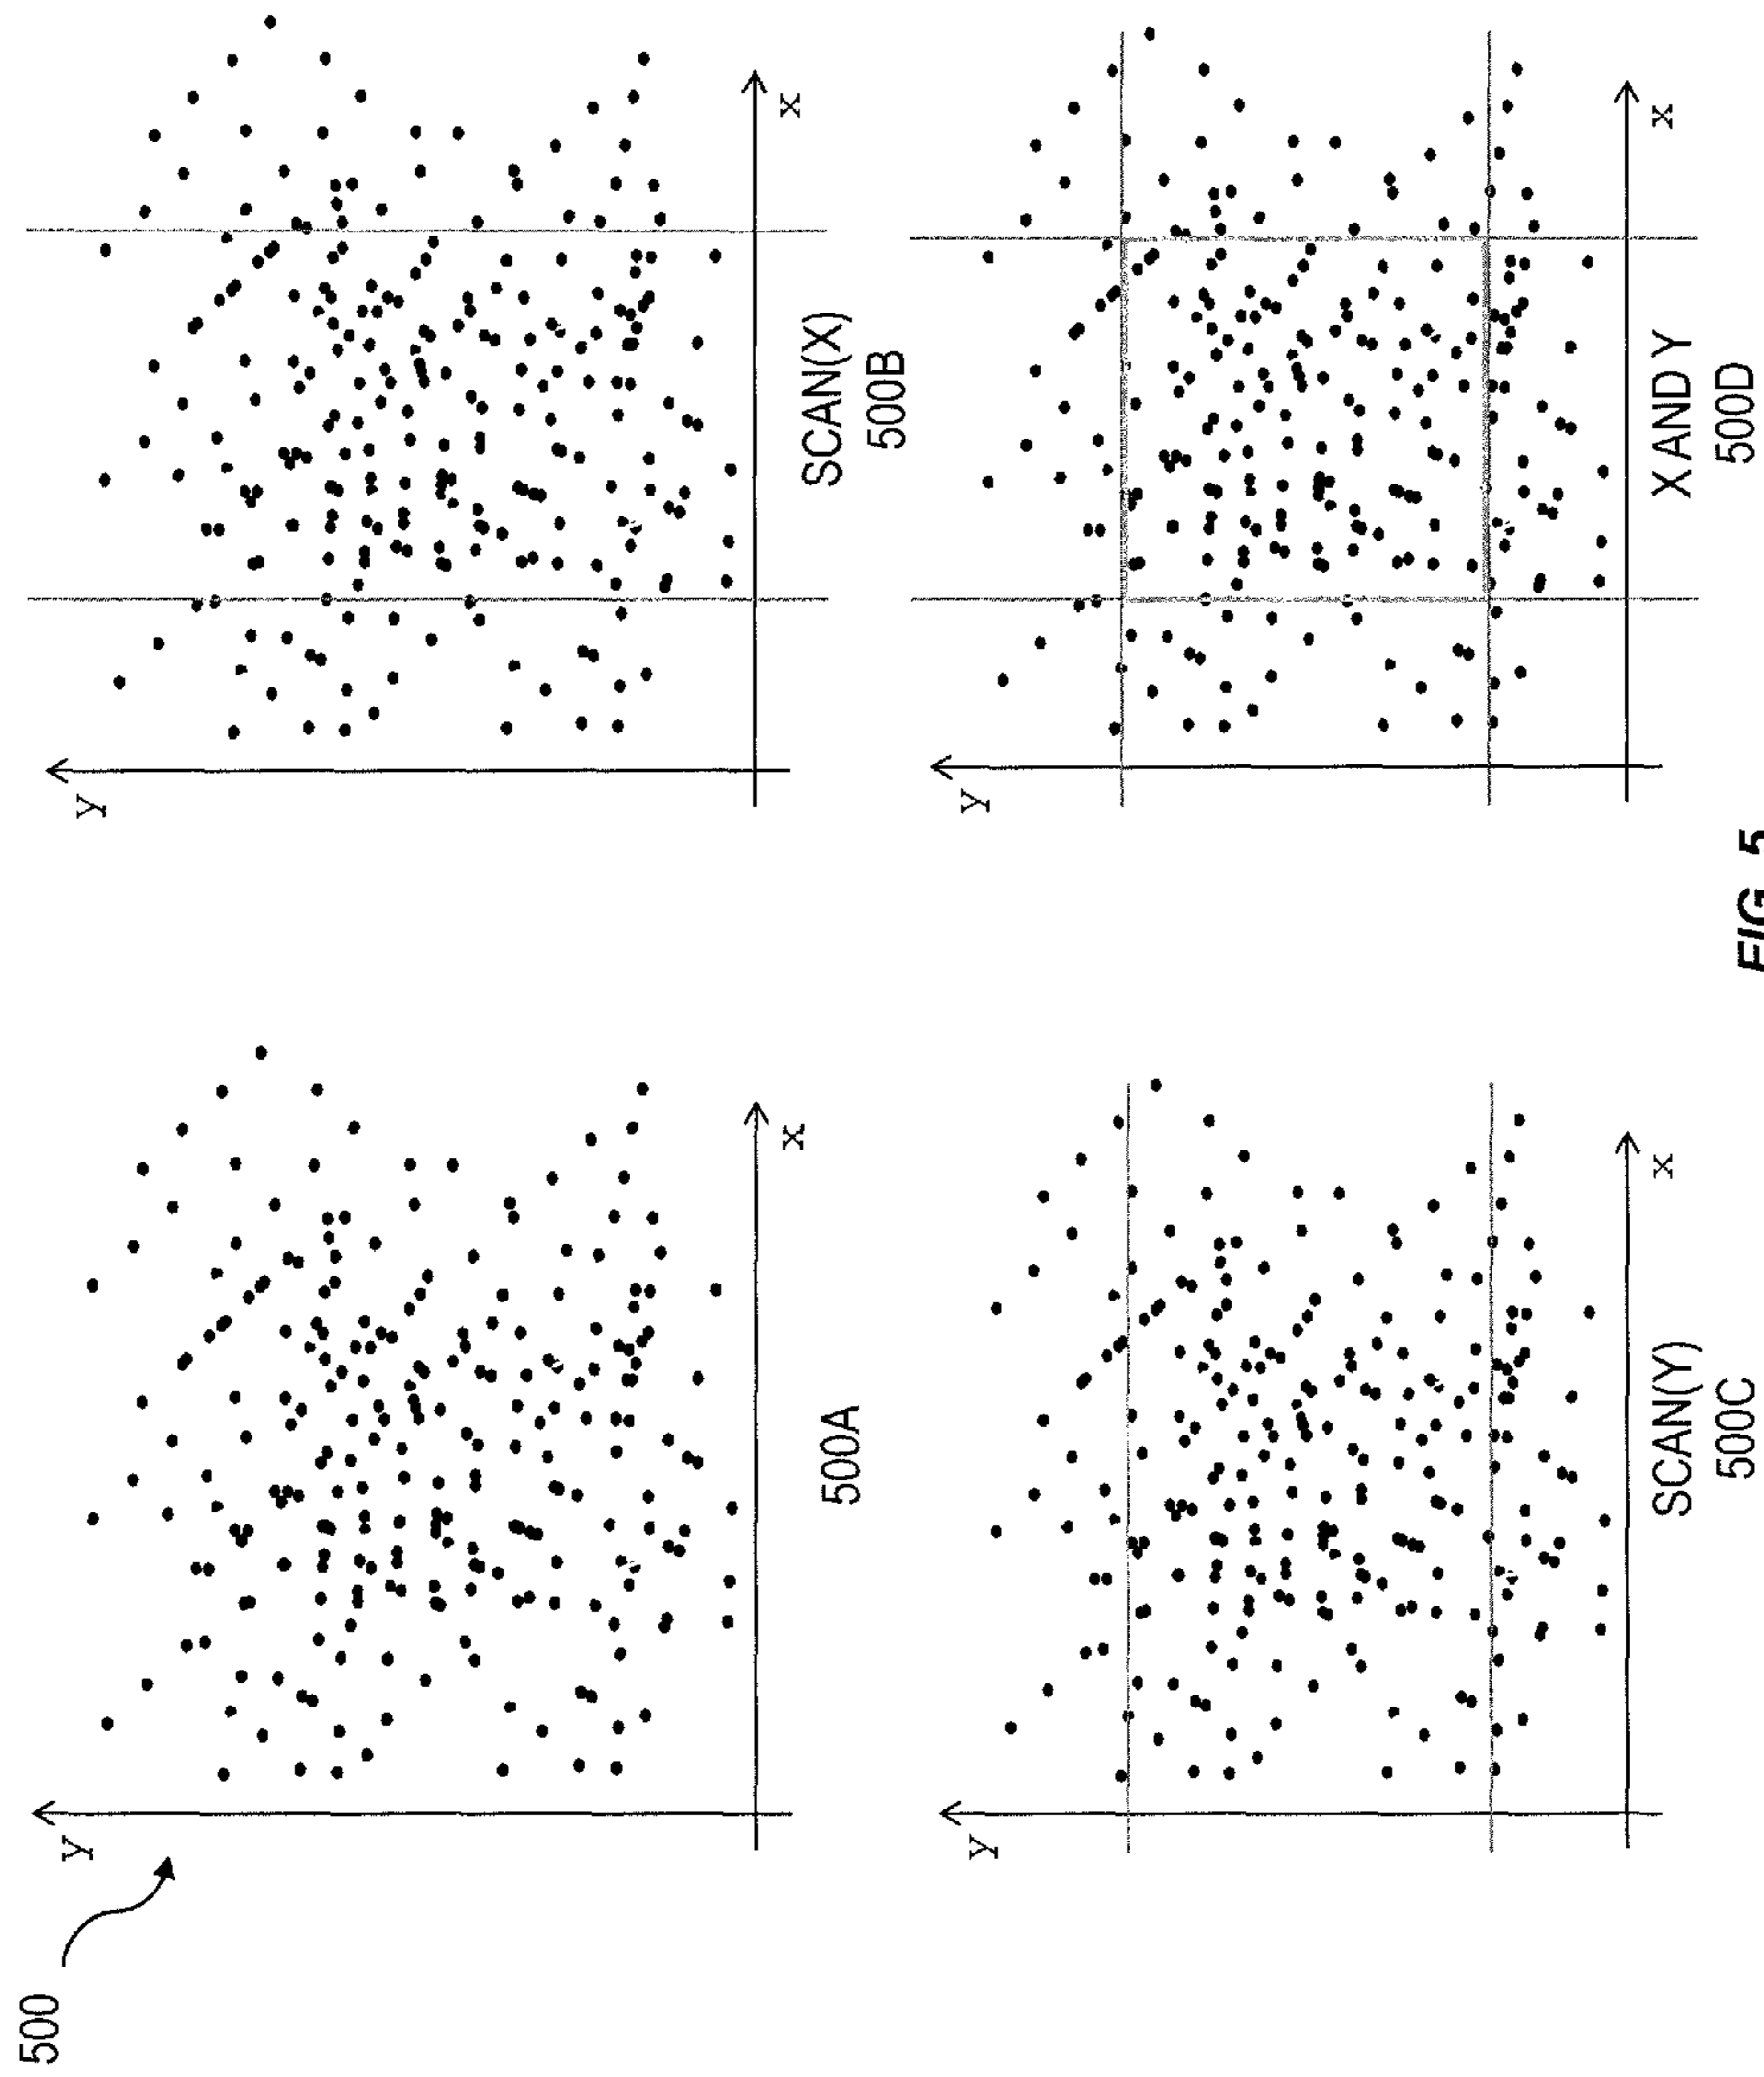 500
Y
x
500A
Y
x
SCAN(X)
500B
Y
x
SCAN(Y)
500C
Y
x
X AND Y
500D
FIG. 5